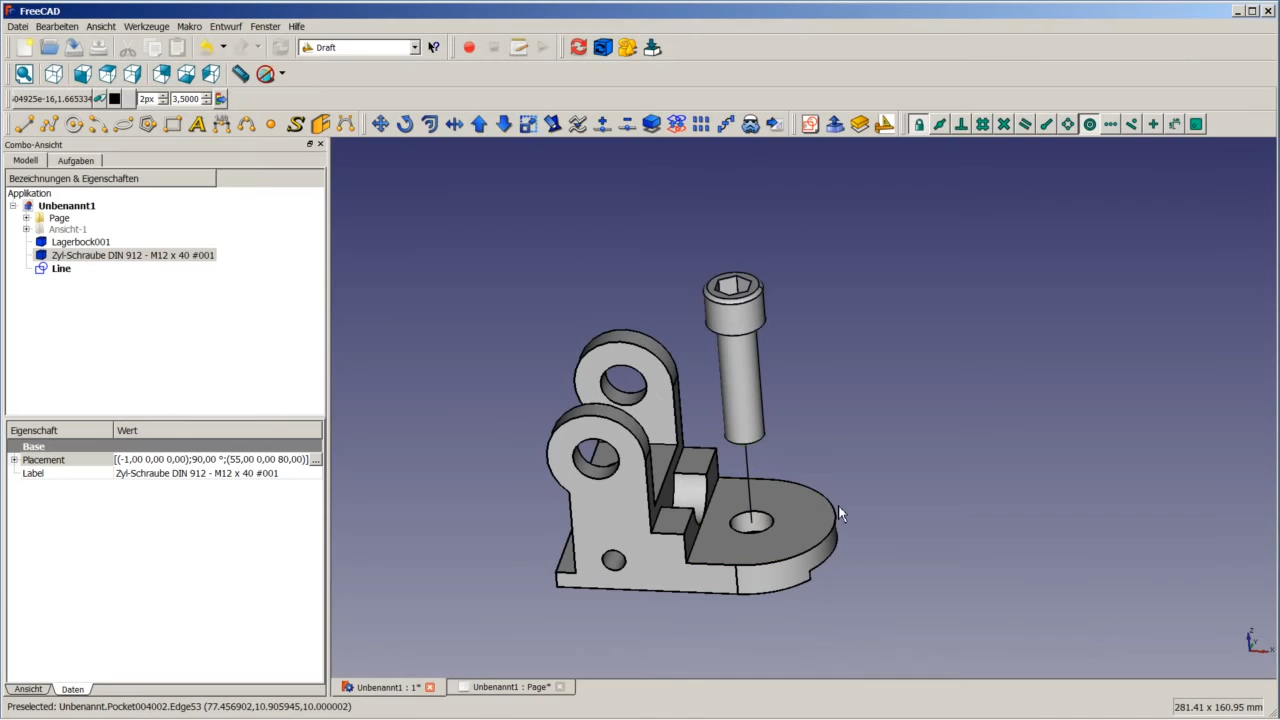 FreeCAD
Datei Bearbeiten Ansicht Werkzeuge Makro Entwurf Fenster Hilfe
Draft
04925e-16,1.665334 2px 3,5000
Combo-Ansicht
Modell Aufgaben
Bezeichnungen & Eigenschaften
Applikation
Unbenannt1
Page
Ansicht-1
Lagerbock001
Zyl-Schraube DIN 912 - M12 x 40 #001
Line
Eigenschaft Wert
Base
Placement [(-1,00 0,00 0,00);90,00 °;(55,00 0,00 80,00)] ...
Label Zyl-Schraube DIN 912 - M12 x 40 #001
Z
Y
X
Ansicht Daten
Unbenannt1 : 1* Unbenannt1 : Page*
Preselected: Unbenannt.Pocket004002.Edge53 (77.456902,10.905945,10.000002) 281.41 x 160.95 mm